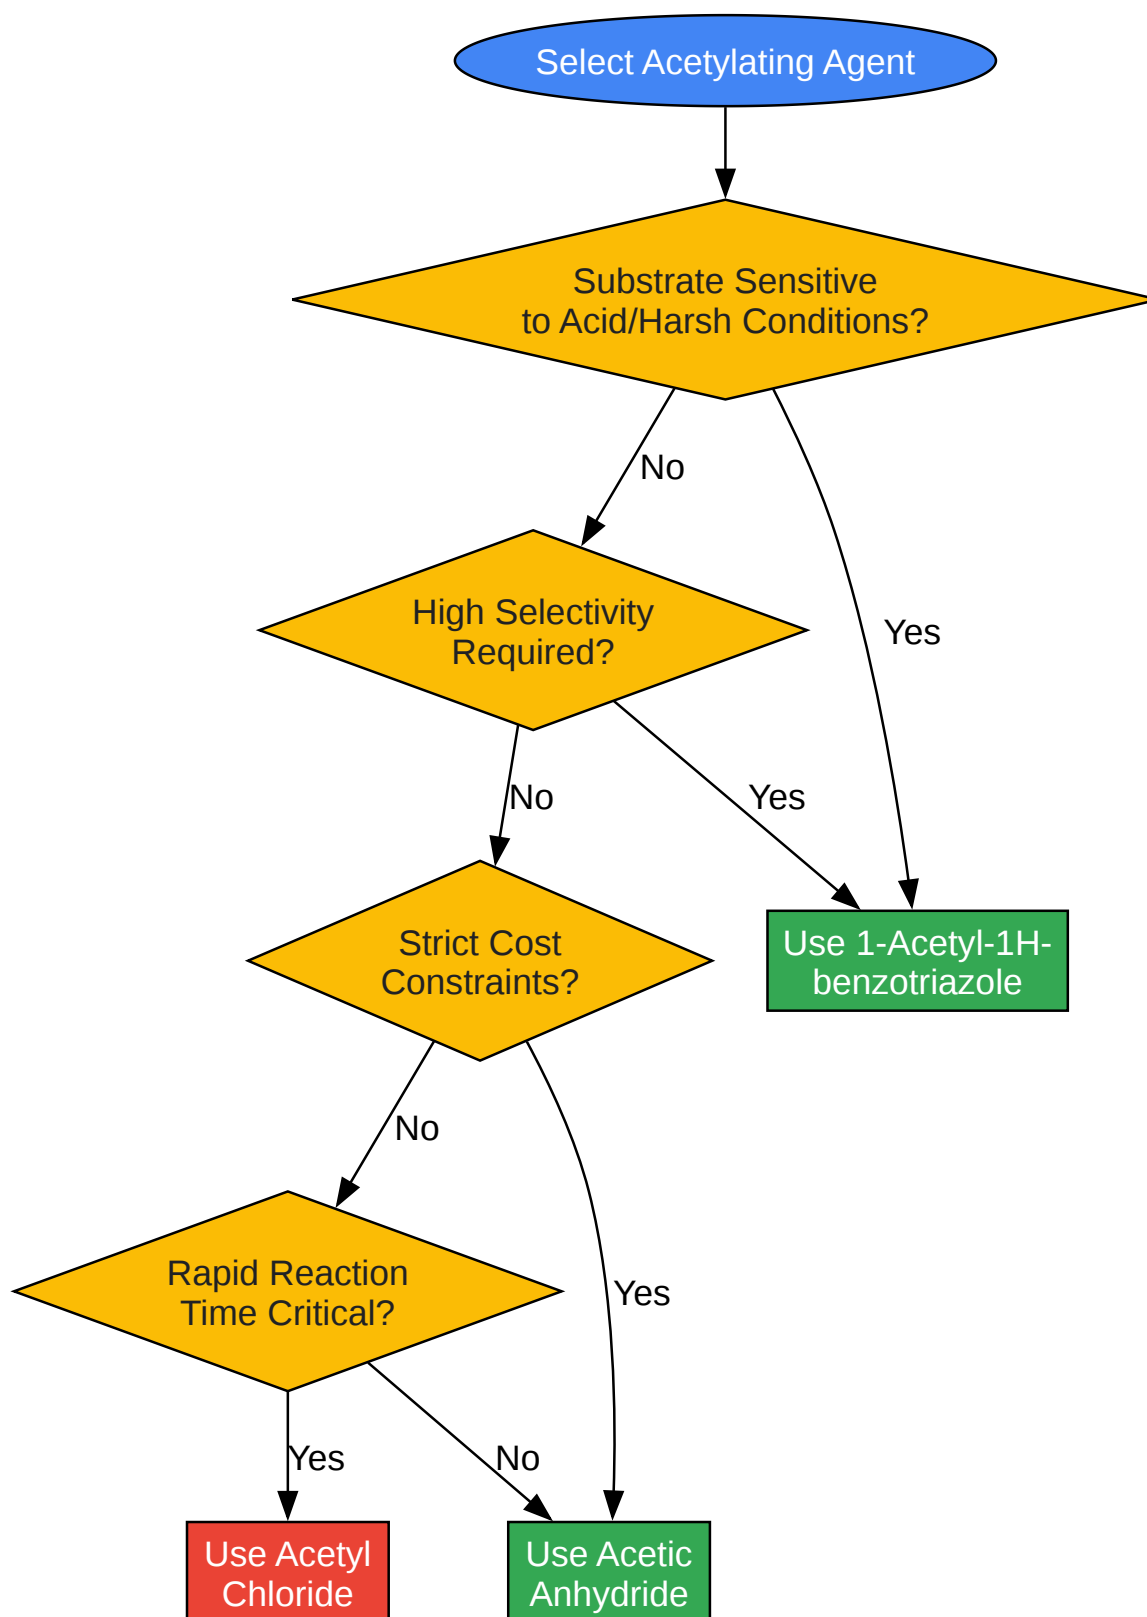 Select Acetylating Agent
Substrate Sensitive
to Acid/Harsh Conditions?
No
Yes
High Selectivity
Required?
No
Yes
Strict Cost
Constraints?
Use 1-Acetyl-1H-
benzotriazole
No
Yes
Rapid Reaction
Time Critical?
Yes
No
Use Acetyl
Chloride
Use Acetic
Anhydride